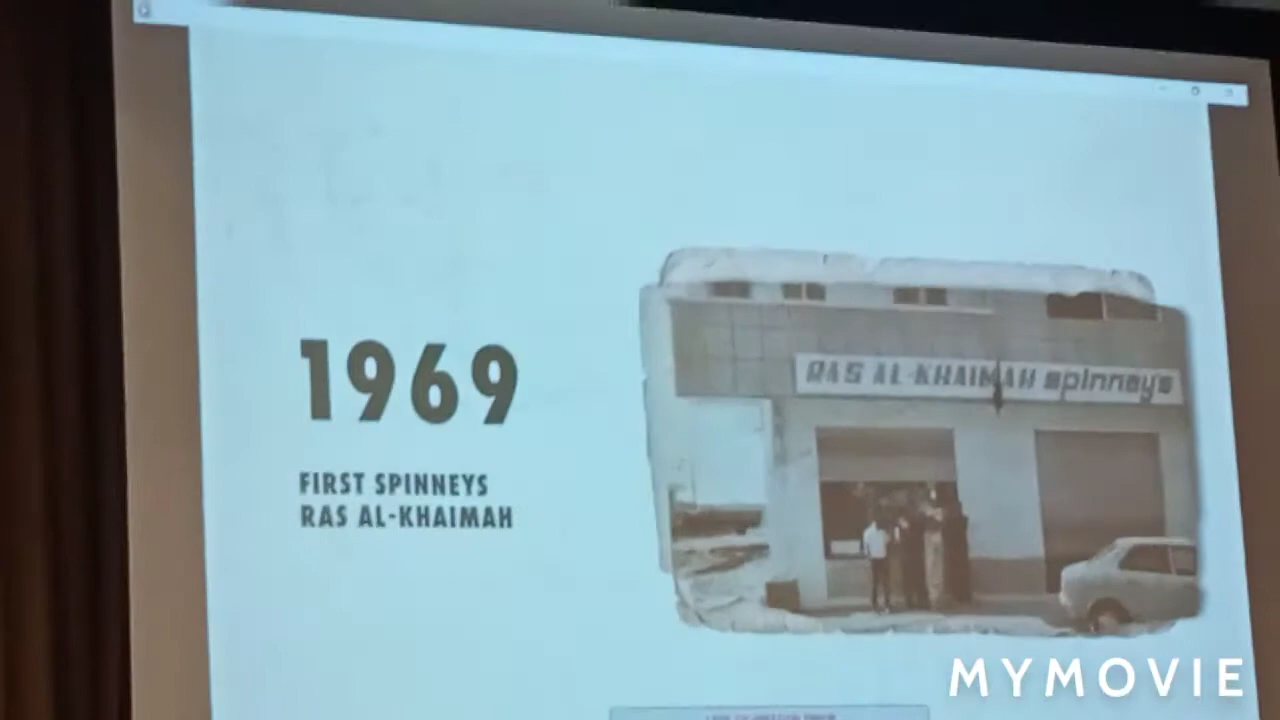 1969
FIRST SPINNEYS
RAS AL-KHAIMAH
RAS AL-KHAIMAH spinneys
MYMOVIE